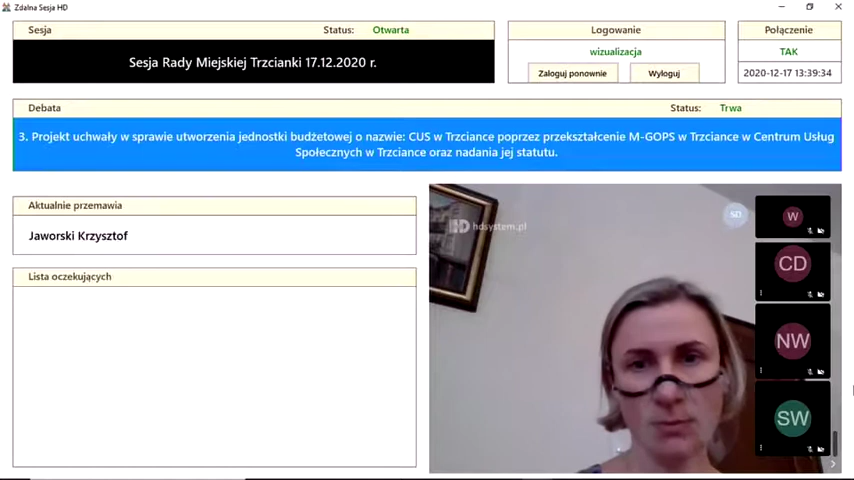 Zdalna Sesja HD
Sesja
Status: Otwarta
Sesja Rady Miejskiej Trzcianki 17.12.2020 r.
Logowanie
wizualizacja
Zaloguj ponownie
Wyloguj
Połączenie
TAK
2020-12-17 13:39:34
Debata
Status: Trwa
3. Projekt uchwały w sprawie utworzenia jednostki budżetowej o nazwie: CUS w Trzciance poprzez przekształcenie M-GOPS w Trzciance w Centrum Usług
Społecznych w Trzciance oraz nadania jej statutu.
Aktualnie przemawia
Jaworski Krzysztof
Lista oczekujących
HD hdsystem.pl
SD
W
CD
NW
SW